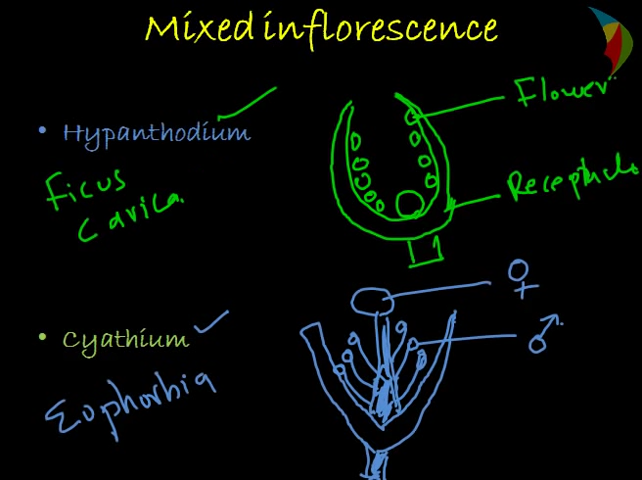 Mixed inflorescence
Flower
• Hypanthodium
Ficus
Carica
Receptacle
♀
• Cyathium
♂
Euphorbia